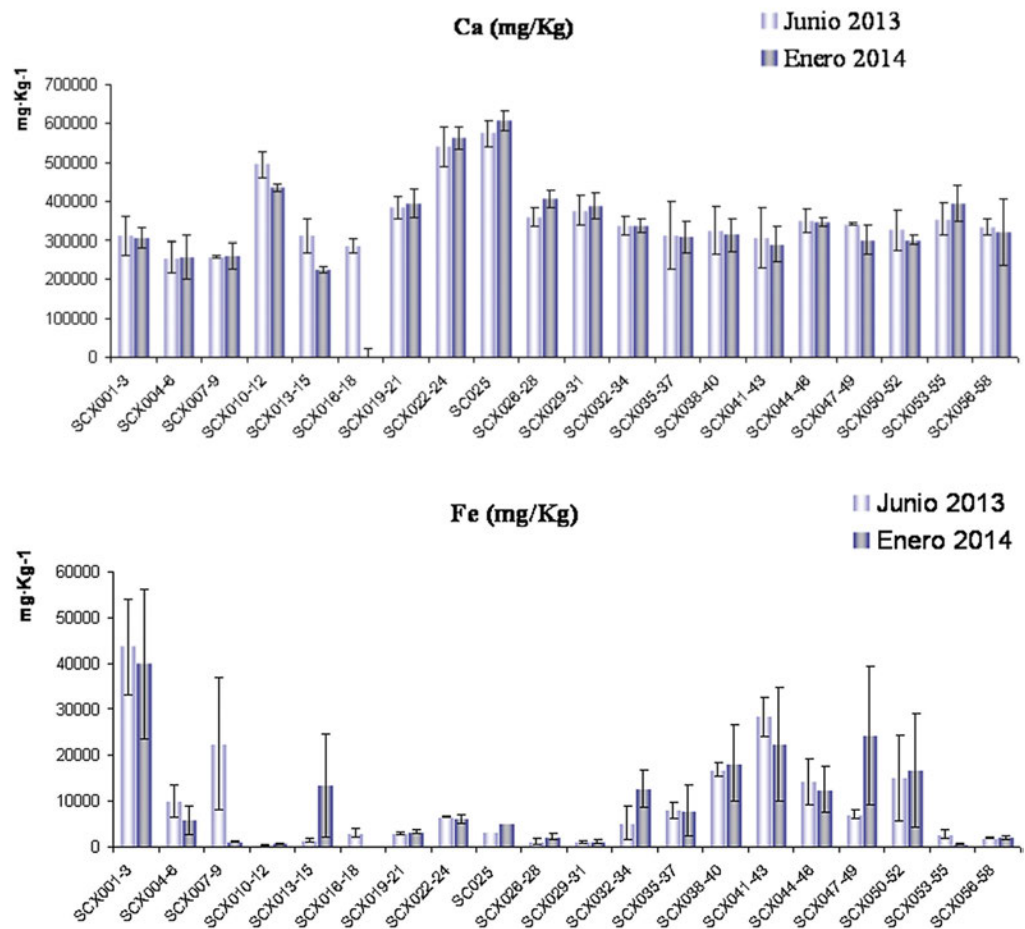 Ca (mg/Kg)
Junio 2013
Enero 2014
mg·Kg-1
700000
600000
500000
400000
300000
200000
100000
0
SCX001-3
SCX004-6
SCX007-9
SCX010-12
SCX013-15
SCX016-18
SCX019-21
SCX022-24
SC025
SCX026-28
SCX029-31
SCX032-34
SCX035-37
SCX038-40
SCX041-43
SCX044-46
SCX047-49
SCX050-52
SCX053-55
SCX056-58
Fe (mg/Kg)
Junio 2013
Enero 2014
mg·Kg-1
60000
50000
40000
30000
20000
10000
0
SCX001-3
SCX004-6
SCX007-9
SCX010-12
SCX013-15
SCX016-18
SCX019-21
SCX022-24
SC025
SCX026-28
SCX029-31
SCX032-34
SCX035-37
SCX038-40
SCX041-43
SCX044-46
SCX047-49
SCX050-52
SCX053-55
SCX056-58